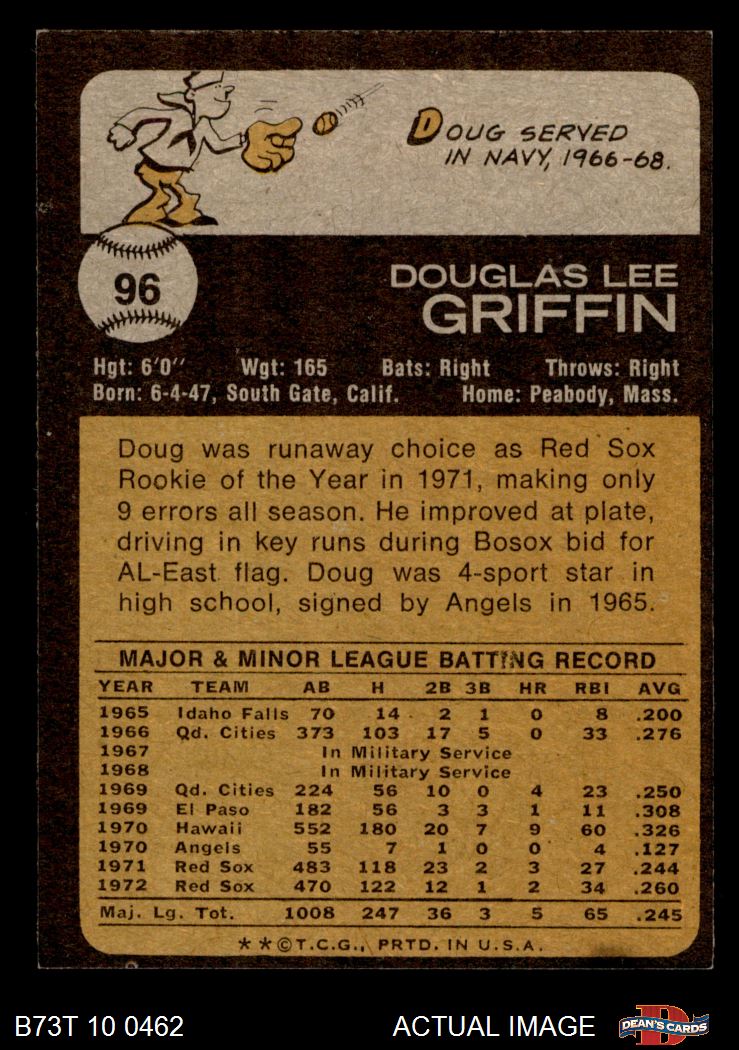 DOUG SERVED
IN NAVY, 1966-68.
96
DOUGLAS LEE
GRIFFIN
Hgt: 6'0" Wgt: 165 Bats: Right Throws: Right
Born: 6-4-47, South Gate, Calif. Home: Peabody, Mass.
Doug was runaway choice as Red Sox
Rookie of the Year in 1971, making only
9 errors all season. He improved at plate,
driving in key runs during Bosox bid for
AL-East flag. Doug was 4-sport star in
high school, signed by Angels in 1965.
MAJOR & MINOR LEAGUE BATTING RECORD
YEAR TEAM AB H 2B 3B HR RBI AVG
1965 Idaho Falls 70 14 2 1 0 8 .200
1966 Qd. Cities 373 103 17 5 0 33 .276
1967 In Military Service
1968 In Military Service
1969 Qd. Cities 224 56 10 0 4 23 .250
1969 El Paso 182 56 3 3 1 11 .308
1970 Hawaii 552 180 20 7 9 60 .326
1970 Angels 55 7 1 0 0 4 .127
1971 Red Sox 483 118 23 2 3 27 .244
1972 Red Sox 470 122 12 1 2 34 .260
Maj. Lg. Tot. 1008 247 36 3 5 65 .245
* * © T.C.G., PRTD. IN U.S.A.
B73T 10 0462 ACTUAL IMAGE D DEAN'S CARDS